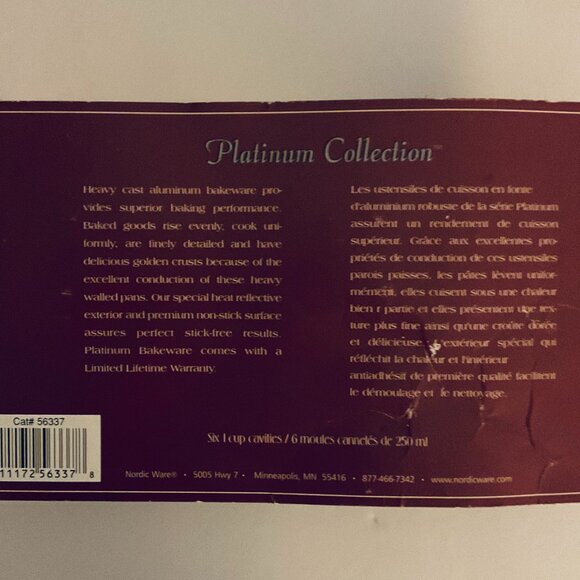 Platinum Collection™
Heavy cast aluminum bakeware pro-
vides superior baking performance.
Baked goods rise evenly, cook uni-
formly, are finely detailed and have
delicious golden crusts because of the
excellent conduction of these heavy
walled pans. Our special heat reflective
exterior and premium non-stick surface
assures perfect stick-free results.
Platinum Bakeware comes with a
Limited Lifetime Warranty.
Les ustensiles de cuisson en fonte
d'aluminium robuste de la série Platinum
assurent un rendement de cuisson
supérieur. Grâce aux excellentes pro-
priétés de conduction de ces ustensiles
parois paisses, les pâtes lèvent unifor-
mément, elles cuisent sous une chaleur
bien r partie et elles présentent une tex-
ture plus fine ainsi qu'une croûte dorée
et délicieuse. L'extérieur spécial qui
réfléchit la chaleur et l'intérieur
antiadhésif de première qualité facilitent
le démoulage et le nettoyage.
Cat# 56337
11172 56337 8
Six 1 cup cavities / 6 moules cannelés de 250 ml
Nordic Ware® • 5005 Hwy 7 • Minneapolis, MN 55416 • 877-466-7342 • www.nordicware.com